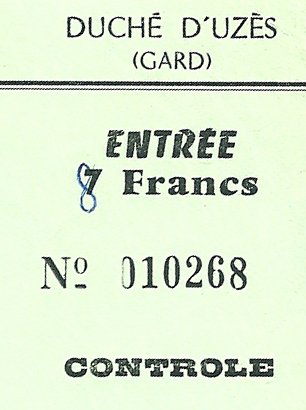 DUCHÉ D'UZÈS
(GARD)
ENTRÉE
8 7 Francs
Nº 010268
CONTROLE